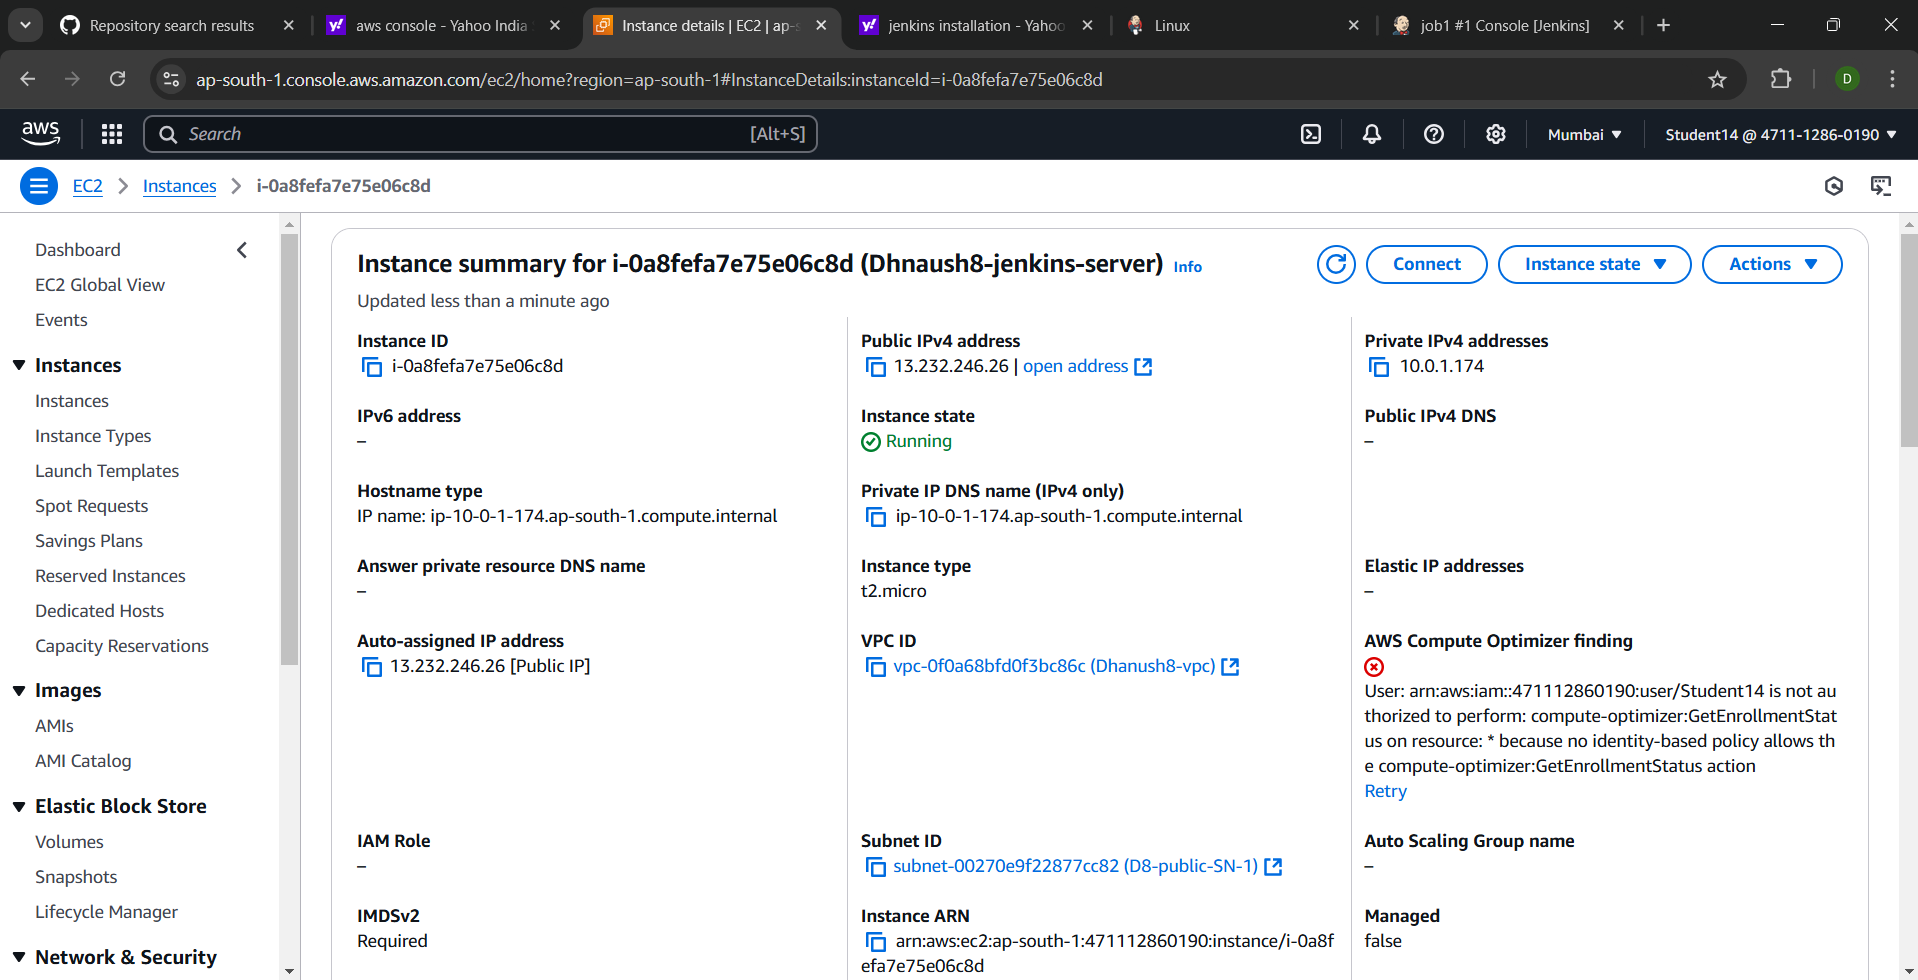 Repository search results
aws console - Yahoo India
Instance details | EC2 | ap-s
jenkins installation - Yahoo
Linux
job1 #1 Console [Jenkins]
ap-south-1.console.aws.amazon.com/ec2/home?region=ap-south-1#InstanceDetails:instanceId=i-0a8fefa7e75e06c8d
D
aws
Search
[Alt+S]
Mumbai
Student14 @ 4711-1286-0190
EC2
Instances
i-0a8fefa7e75e06c8d
Dashboard
EC2 Global View
Events
Instances
Instances
Instance Types
Launch Templates
Spot Requests
Savings Plans
Reserved Instances
Dedicated Hosts
Capacity Reservations
Images
AMIs
AMI Catalog
Elastic Block Store
Volumes
Snapshots
Lifecycle Manager
Network & Security
Instance summary for i-0a8fefa7e75e06c8d (Dhnaush8-jenkins-server) Info
Updated less than a minute ago
Connect
Instance state
Actions
Instance ID
i-0a8fefa7e75e06c8d
Public IPv4 address
13.232.246.26 | open address
Private IPv4 addresses
10.0.1.174
IPv6 address
–
Instance state
Running
Public IPv4 DNS
–
Hostname type
IP name: ip-10-0-1-174.ap-south-1.compute.internal
Private IP DNS name (IPv4 only)
ip-10-0-1-174.ap-south-1.compute.internal
Answer private resource DNS name
–
Instance type
t2.micro
Elastic IP addresses
–
Auto-assigned IP address
13.232.246.26 [Public IP]
VPC ID
vpc-0f0a68bfd0f3bc86c (Dhanush8-vpc)
AWS Compute Optimizer finding
User: arn:aws:iam::471112860190:user/Student14 is not au
thorized to perform: compute-optimizer:GetEnrollmentStat
us on resource: * because no identity-based policy allows th
e compute-optimizer:GetEnrollmentStatus action
Retry
IAM Role
–
Subnet ID
subnet-00270e9f22877cc82 (D8-public-SN-1)
Auto Scaling Group name
–
IMDSv2
Required
Instance ARN
arn:aws:ec2:ap-south-1:471112860190:instance/i-0a8f
efa7e75e06c8d
Managed
false